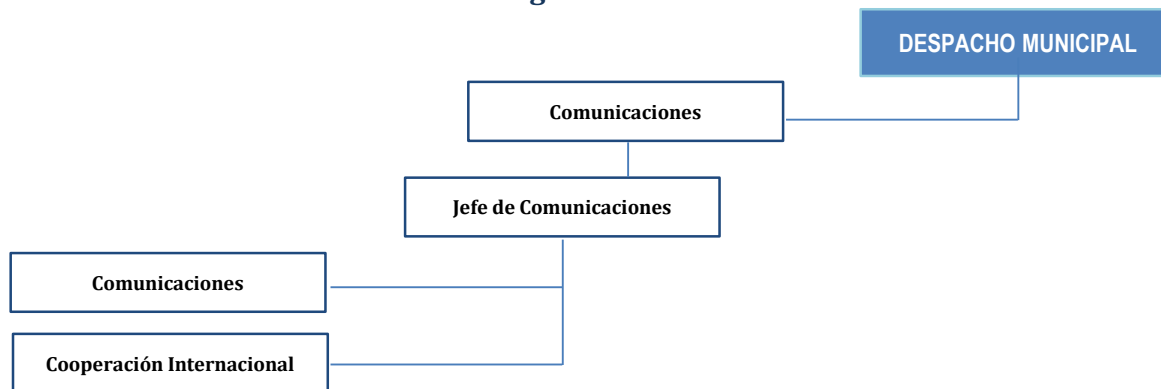 DESPACHO MUNICIPAL
Comunicaciones
Jefe de Comunicaciones
Comunicaciones
Cooperación Internacional